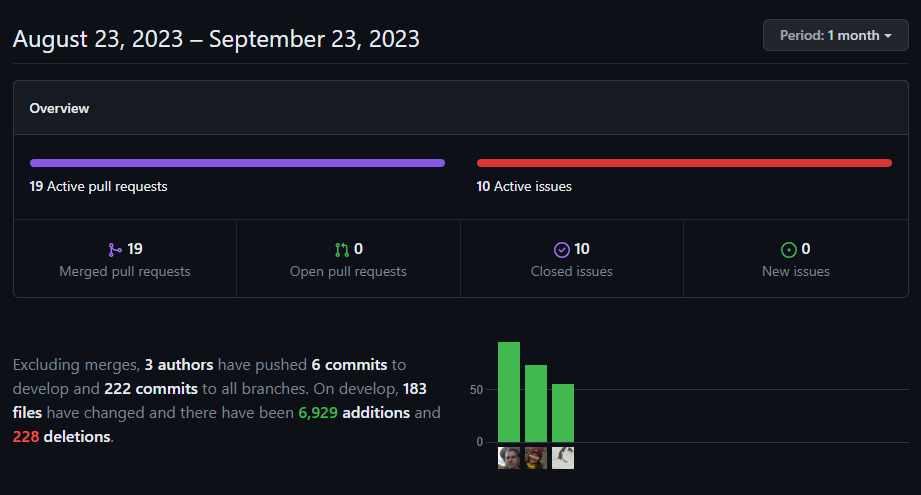 August 23, 2023 – September 23, 2023
Period: 1 month
Overview
19 Active pull requests
10 Active issues
19
Merged pull requests
0
Open pull requests
10
Closed issues
0
New issues
Excluding merges, 3 authors have pushed 6 commits to
develop and 222 commits to all branches. On develop, 183
files have changed and there have been 6,929 additions and
228 deletions.
50
0